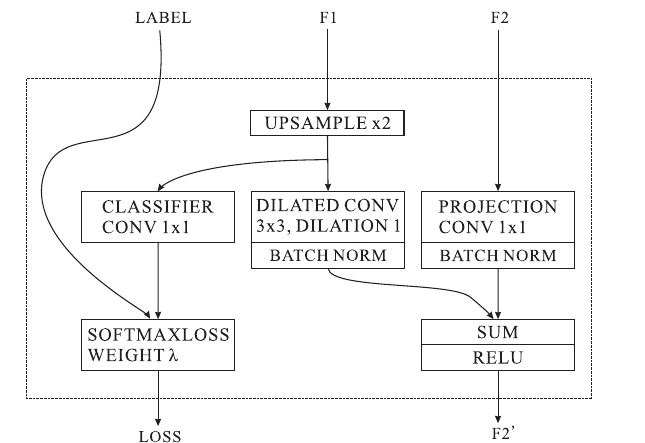 LABEL
F1
F2
UPSAMPLE x2
CLASSIFIER
CONV 1x1
DILATED CONV
3x3, DILATION 1
BATCH NORM
PROJECTION
CONV 1x1
BATCH NORM
SOFTMAXLOSS
WEIGHT λ
SUM
RELU
LOSS
F2’